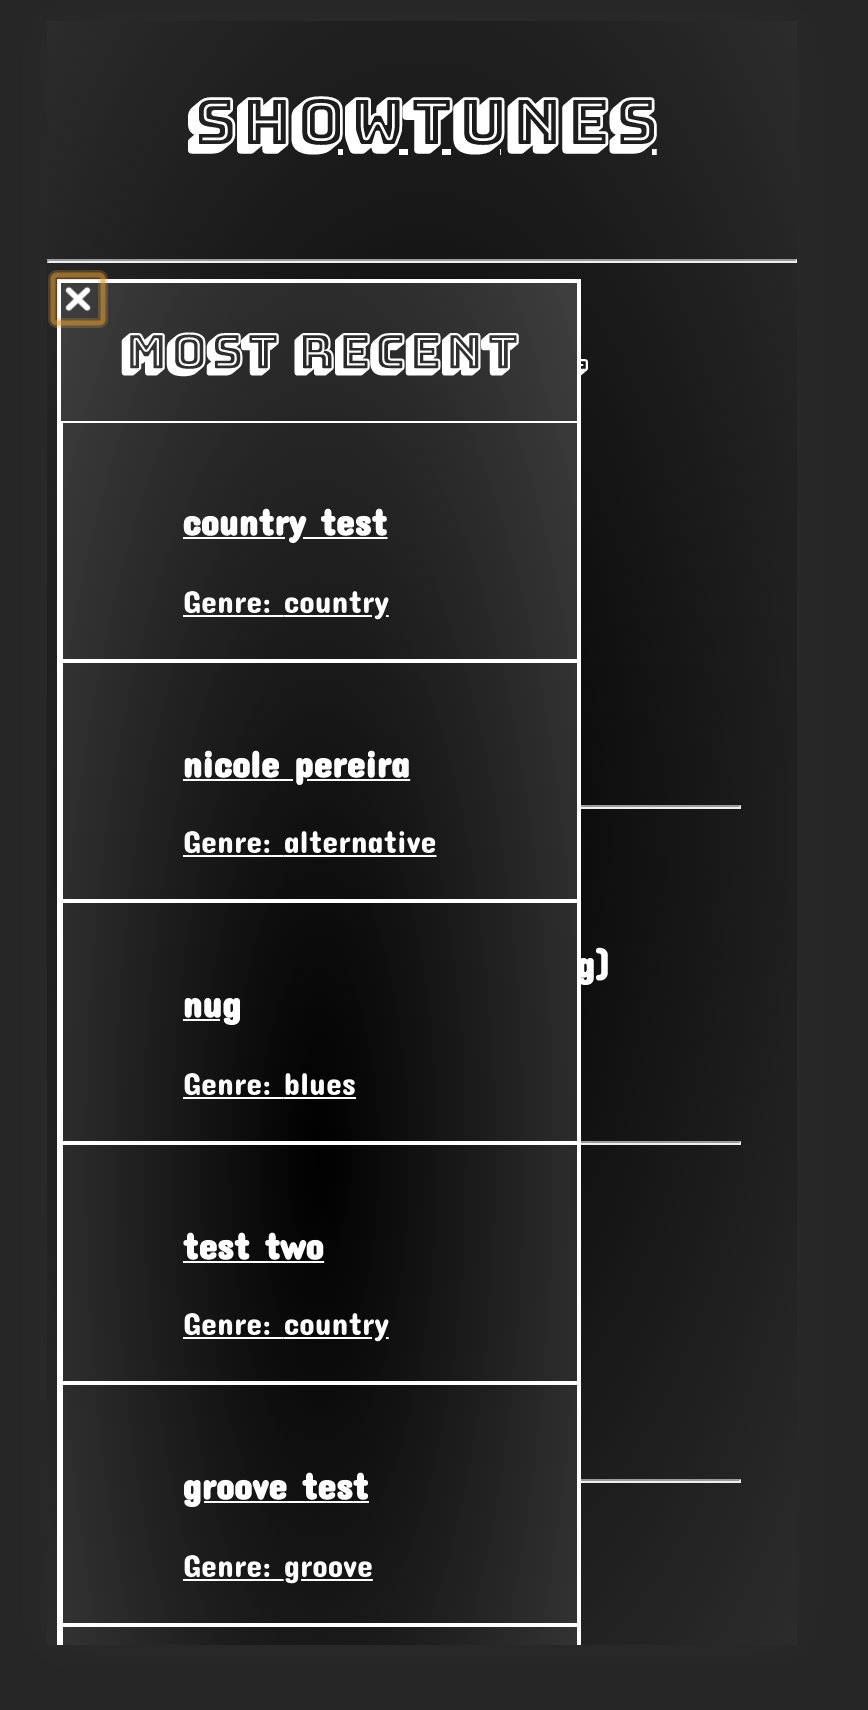 SHOWTUNES
MOST RECENT
country test
Genre: country
nicole pereira
Genre: alternative
g)
nug
Genre: blues
test two
Genre: country
groove test
Genre: groove